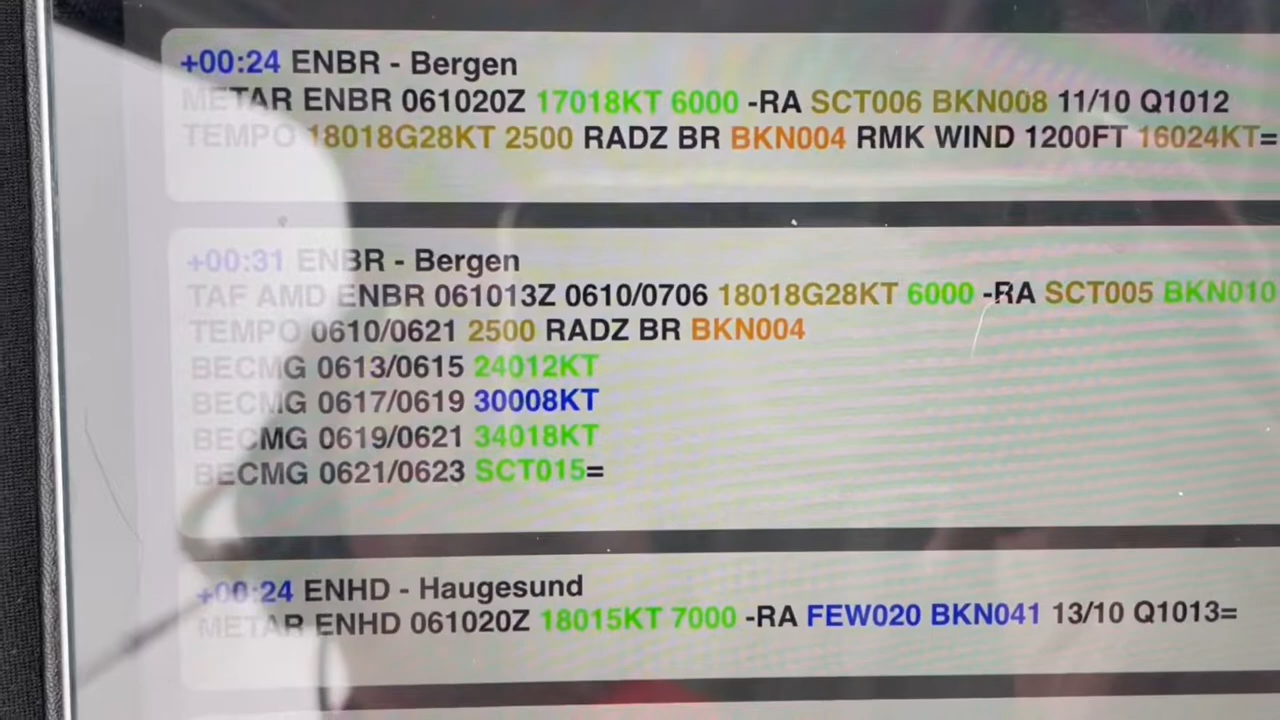 +00:24 ENBR - Bergen
METAR ENBR 061020Z 17018KT 6000 -RA SCT006 BKN008 11/10 Q1012
TEMPO 18018G28KT 2500 RADZ BR BKN004 RMK WIND 1200FT 16024KT=
+00:31 ENBR - Bergen
TAF AMD ENBR 061013Z 0610/0706 18018G28KT 6000 -RA SCT005 BKN010
TEMPO 0610/0621 2500 RADZ BR BKN004
BECMG 0613/0615 24012KT
BECMG 0617/0619 30008KT
BECMG 0619/0621 34018KT
BECMG 0621/0623 SCT015=
+00:24 ENHD - Haugesund
METAR ENHD 061020Z 18015KT 7000 -RA FEW020 BKN041 13/10 Q1013=